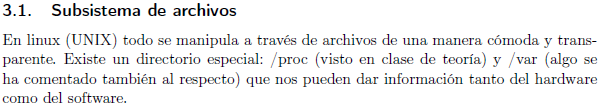 3.1. Subsistema de archivos
En linux (UNIX) todo se manipula a través de archivos de una manera cómoda y trans-
parente. Existe un directorio especial: /proc (visto en clase de teoría) y /var (algo se
ha comentado también al respecto) que nos pueden dar información tanto del hardware
como del software.